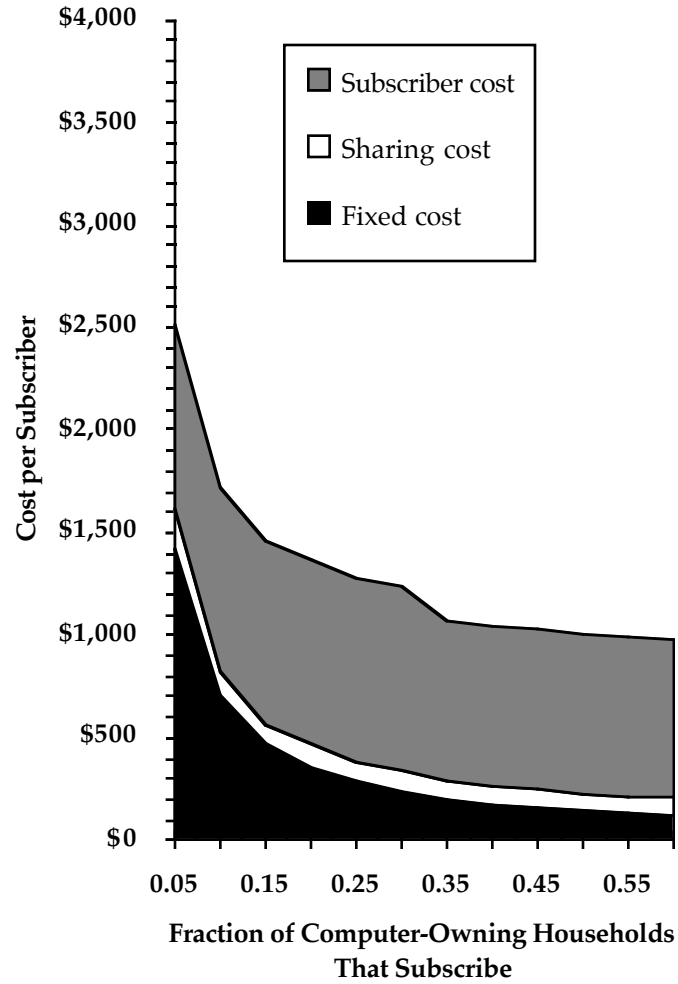 $4,000
$3,500
$3,000
$2,500
$2,000
$1,500
$1,000
$500
$0
Cost per Subscriber
Subscriber cost
Sharing cost
Fixed cost
0.05 0.15 0.25 0.35 0.45 0.55
Fraction of Computer-Owning Households
That Subscribe